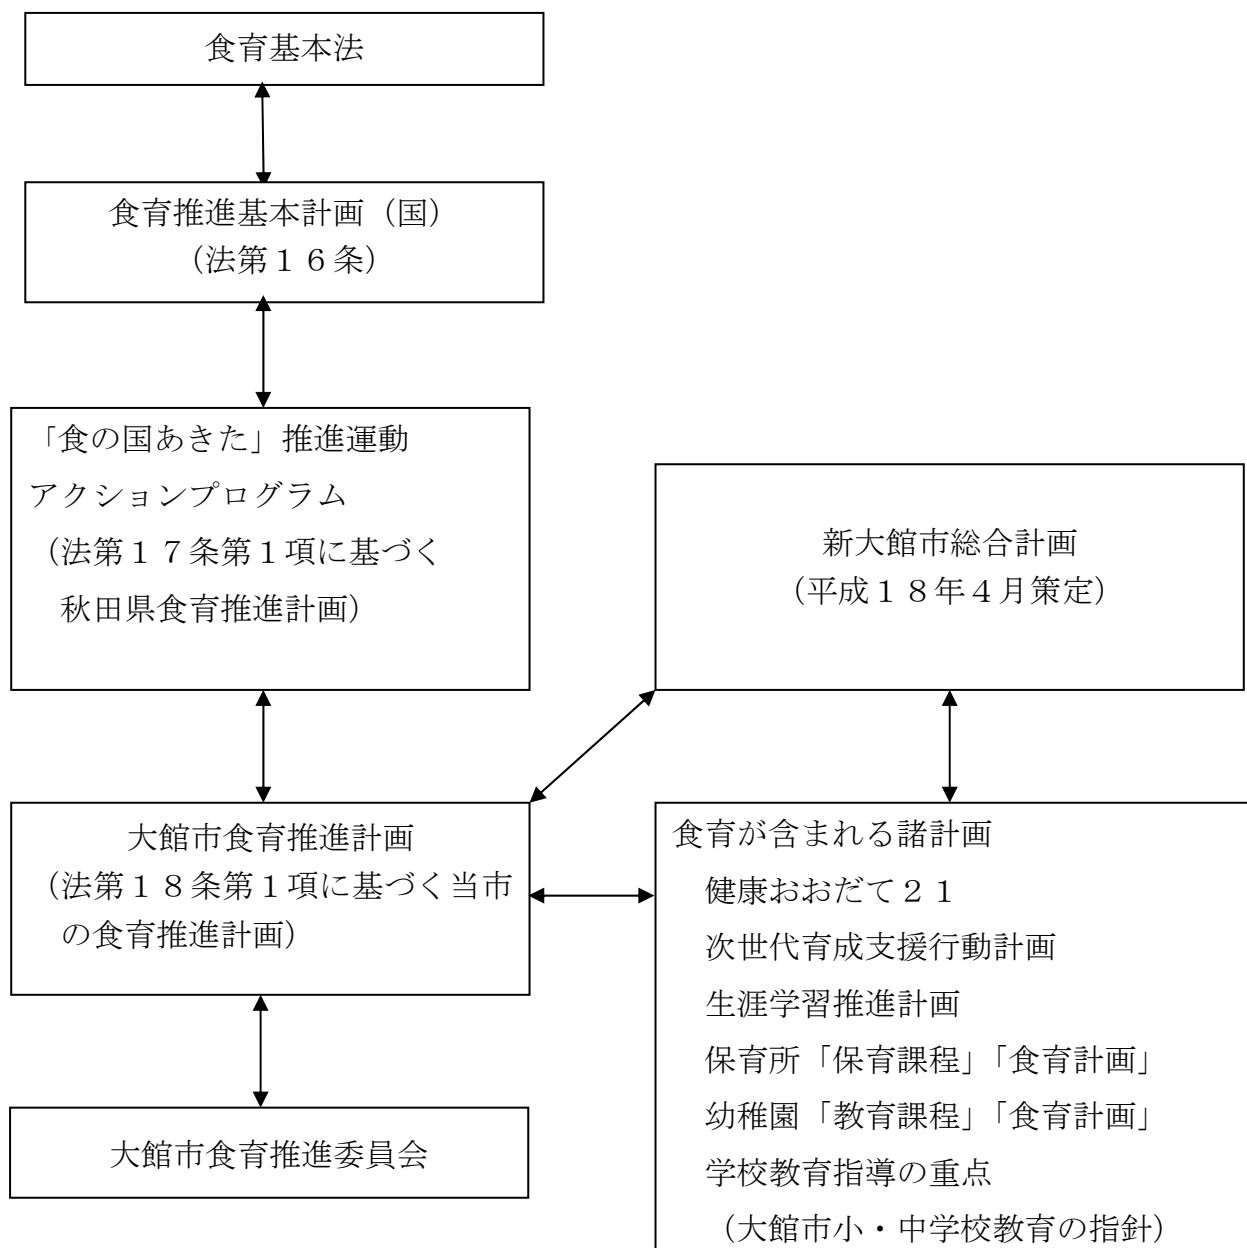 食育基本法
食育推進基本計画（国）
（法第１６条）
「食の国あきた」推進運動
アクションプログラム
（法第１７条第１項に基づく
秋田県食育推進計画）
新大館市総合計画
（平成１８年４月策定）
大館市食育推進計画
（法第１８条第１項に基づく当市
の食育推進計画）
食育が含まれる諸計画
健康おおだて２１
次世代育成支援行動計画
生涯学習推進計画
保育所「保育課程」「食育計画」
幼稚園「教育課程」「食育計画」
学校教育指導の重点
（大館市小・中学校教育の指針）
大館市食育推進委員会